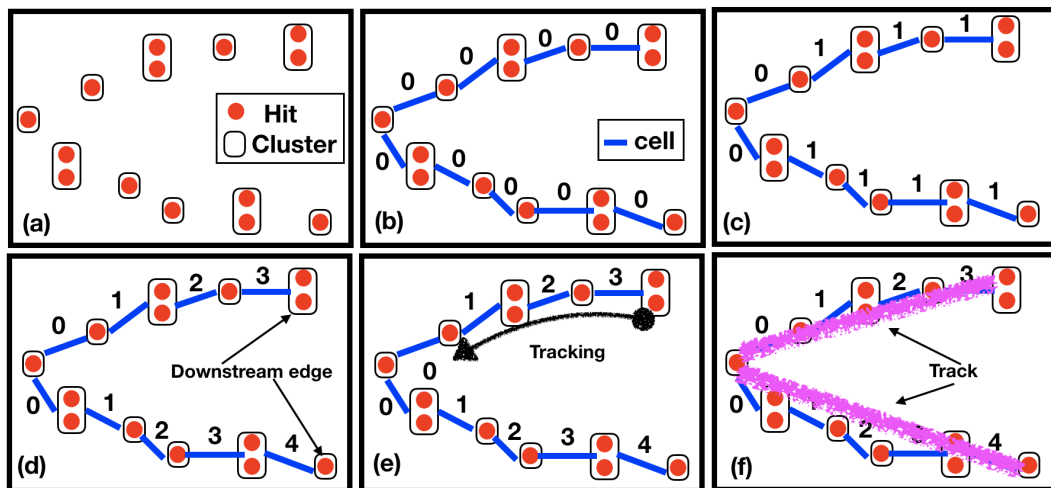 Hit
Cluster
(a)
0 0 0 0
cell
0 0 0 0 0
(b)
0 1 1 1
0 1 1 1 1
(c)
0 1 2 3
Downstream edge
0 1 2 3 4
(d)
0 1 2 3
Tracking
0 1 2 3 4
(e)
0 1 2 3
Track
0 2 4
(f)